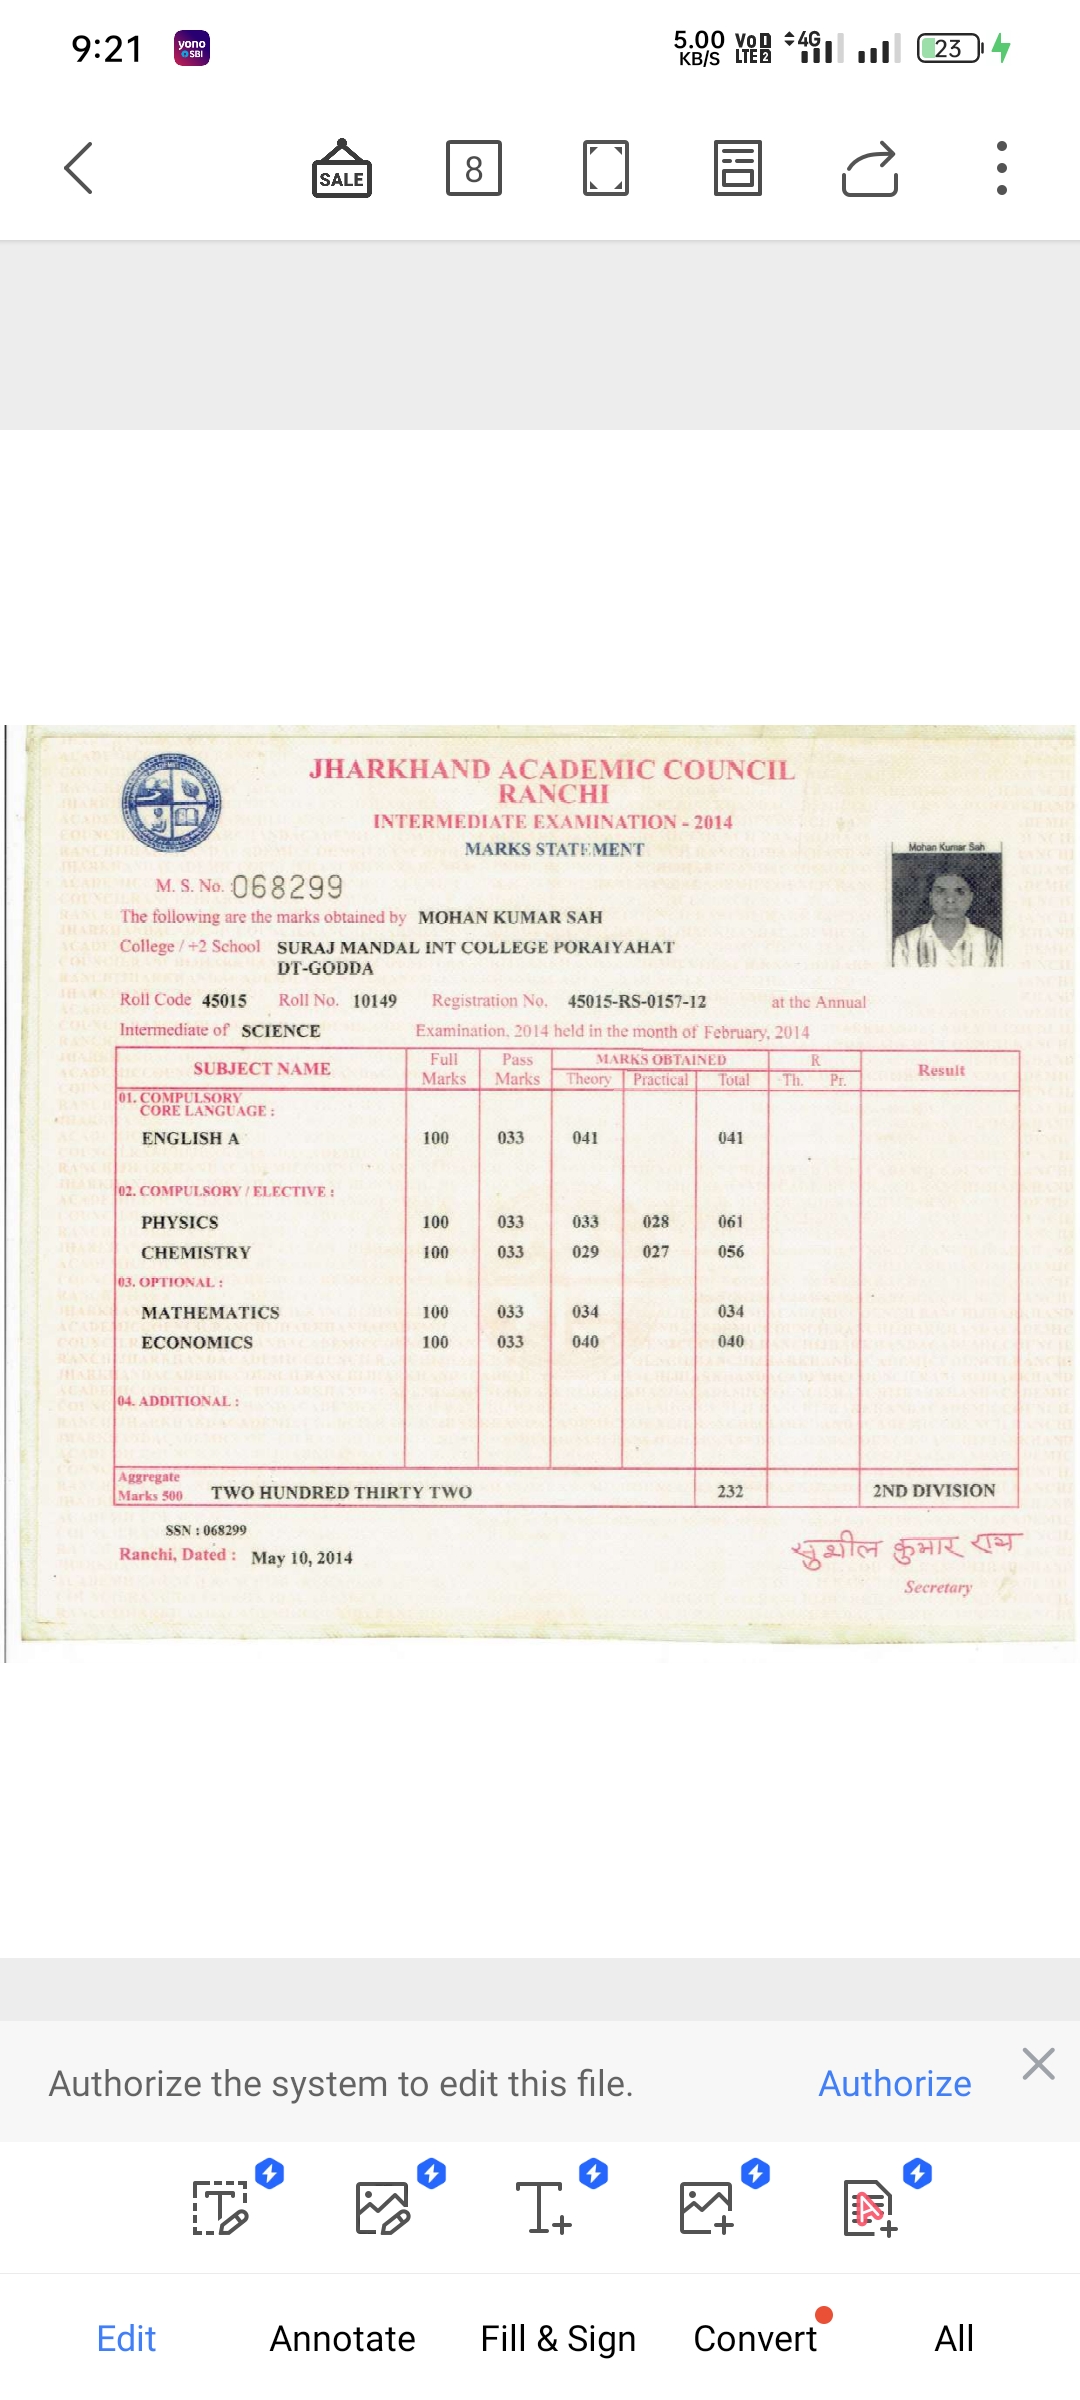 9:21
yono SBI
5.00 KB/S
VoLTE 2
4G
23
SALE
8
JHARKHAND ACADEMIC COUNCIL
RANCHI
INTERMEDIATE EXAMINATION - 2014
MARKS STATEMENT
Mohan Kumar Sah
M. S. No. 068299
The following are the marks obtained by MOHAN KUMAR SAH
College / +2 School SURAJ MANDAL INT COLLEGE PORAIYAHAT
DT-GODDA
Roll Code 45015 Roll No. 10149 Registration No. 45015-RS-0157-12 at the Annual
Intermediate of SCIENCE Examination, 2014 held in the month of February, 2014
SUBJECT NAME Full Marks Pass Marks MARKS OBTAINED R Result
Theory Practical Total Th. Pr.
01. COMPULSORY
CORE LANGUAGE :
ENGLISH A 100 033 041 041
02. COMPULSORY / ELECTIVE :
PHYSICS 100 033 033 028 061
CHEMISTRY 100 033 029 027 056
03. OPTIONAL :
MATHEMATICS 100 033 034 034
ECONOMICS 100 033 040 040
04. ADDITIONAL :
Aggregate
Marks 500 TWO HUNDRED THIRTY TWO 232 2ND DIVISION
SSN : 068299
Ranchi, Dated : May 10, 2014
सुशील कुमार राय
Secretary
Authorize the system to edit this file. Authorize
Edit Annotate Fill & Sign Convert All